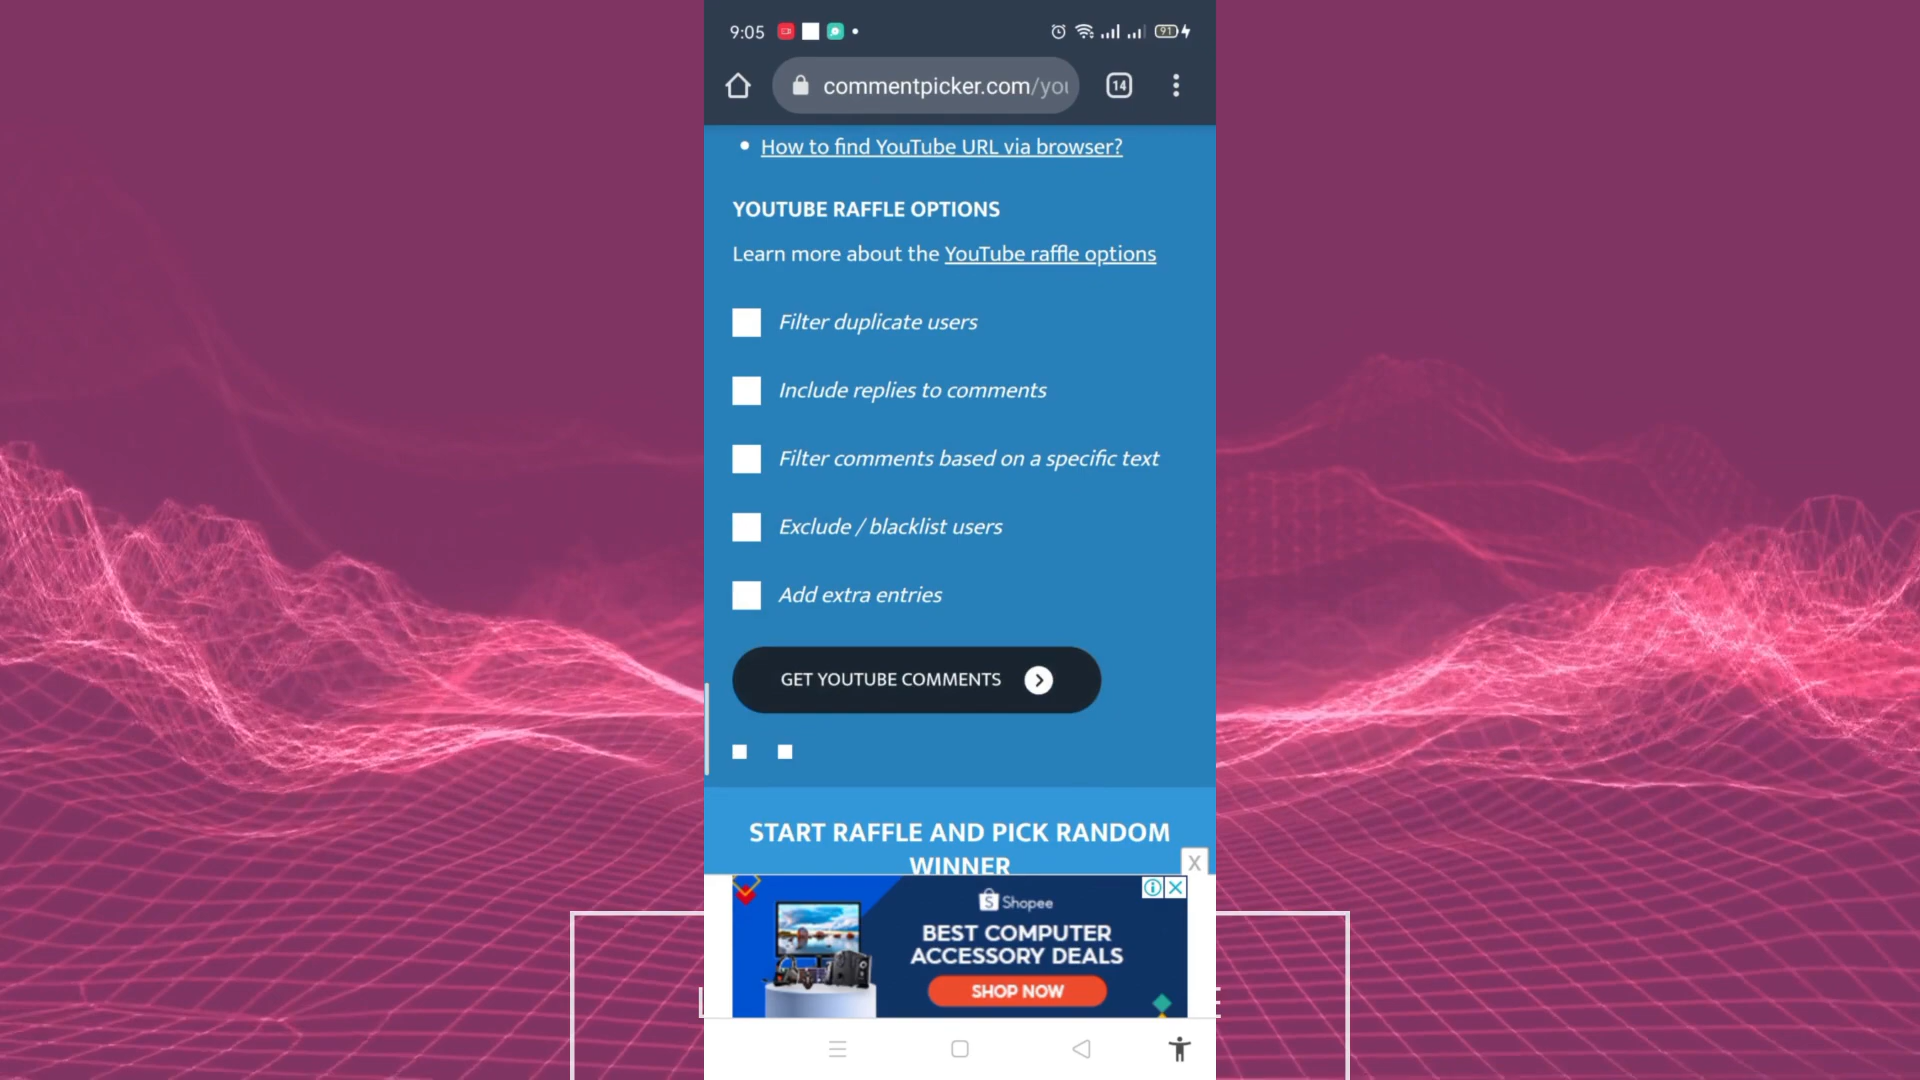 9:05
91
commentpicker.com/you
14
How to find YouTube URL via browser?
YOUTUBE RAFFLE OPTIONS
Learn more about the YouTube raffle options
Filter duplicate users
Include replies to comments
Filter comments based on a specific text
Exclude / blacklist users
Add extra entries
GET YOUTUBE COMMENTS
START RAFFLE AND PICK RANDOM
WINNER
X
Shopee
BEST COMPUTER
ACCESSORY DEALS
SHOP NOW